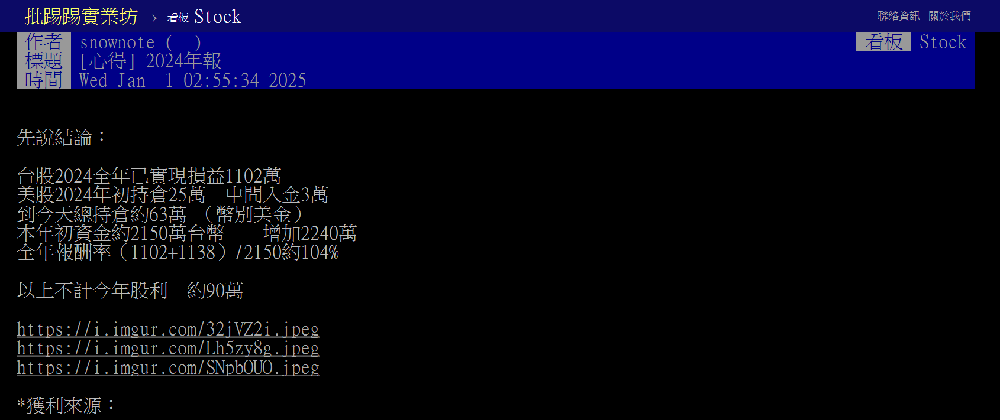 批踢踢實業坊 › 看板 Stock 聯絡資訊 關於我們
作者 snownote ( ) 看板 Stock
標題 [心得] 2024年報
時間 Wed Jan  1 02:55:34 2025
先說結論：
台股2024全年已實現損益1102萬
美股2024年初持倉25萬　中間入金3萬
到今天總持倉約63萬 （幣別美金）
本年初資金約2150萬台幣　　增加2240萬
全年報酬率（1102+1138）/2150約104%
以上不計今年股利　約90萬
https://i.imgur.com/32jVZ2i.jpeg
https://i.imgur.com/Lh5zy8g.jpeg
https://i.imgur.com/SNpbOUO.jpeg
*獲利來源：